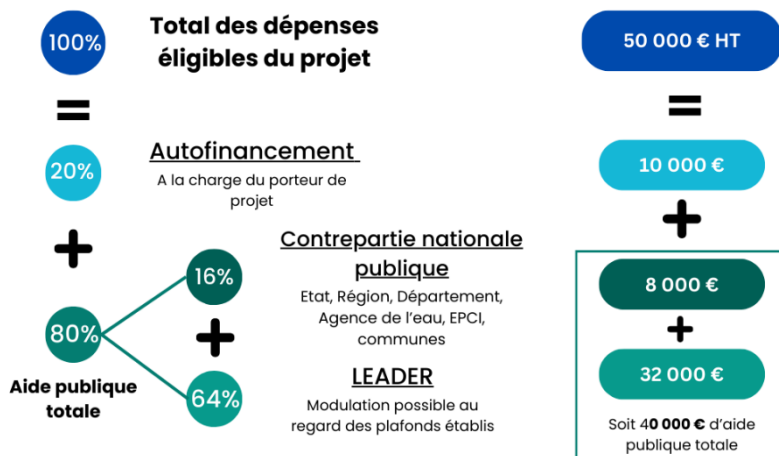 100%
Total des dépenses
éligibles du projet
50 000 € HT
=
=
20%
Autofinancement
A la charge du porteur de
projet
10 000 €
+
+
80%
Aide publique
totale
16%
Contrepartie nationale
publique
Etat, Région, Département,
Agence de l'eau, EPCI,
communes
8 000 €
+
+
64%
LEADER
Modulation possible au
regard des plafonds établis
32 000 €
Soit 40 000 € d'aide
publique totale